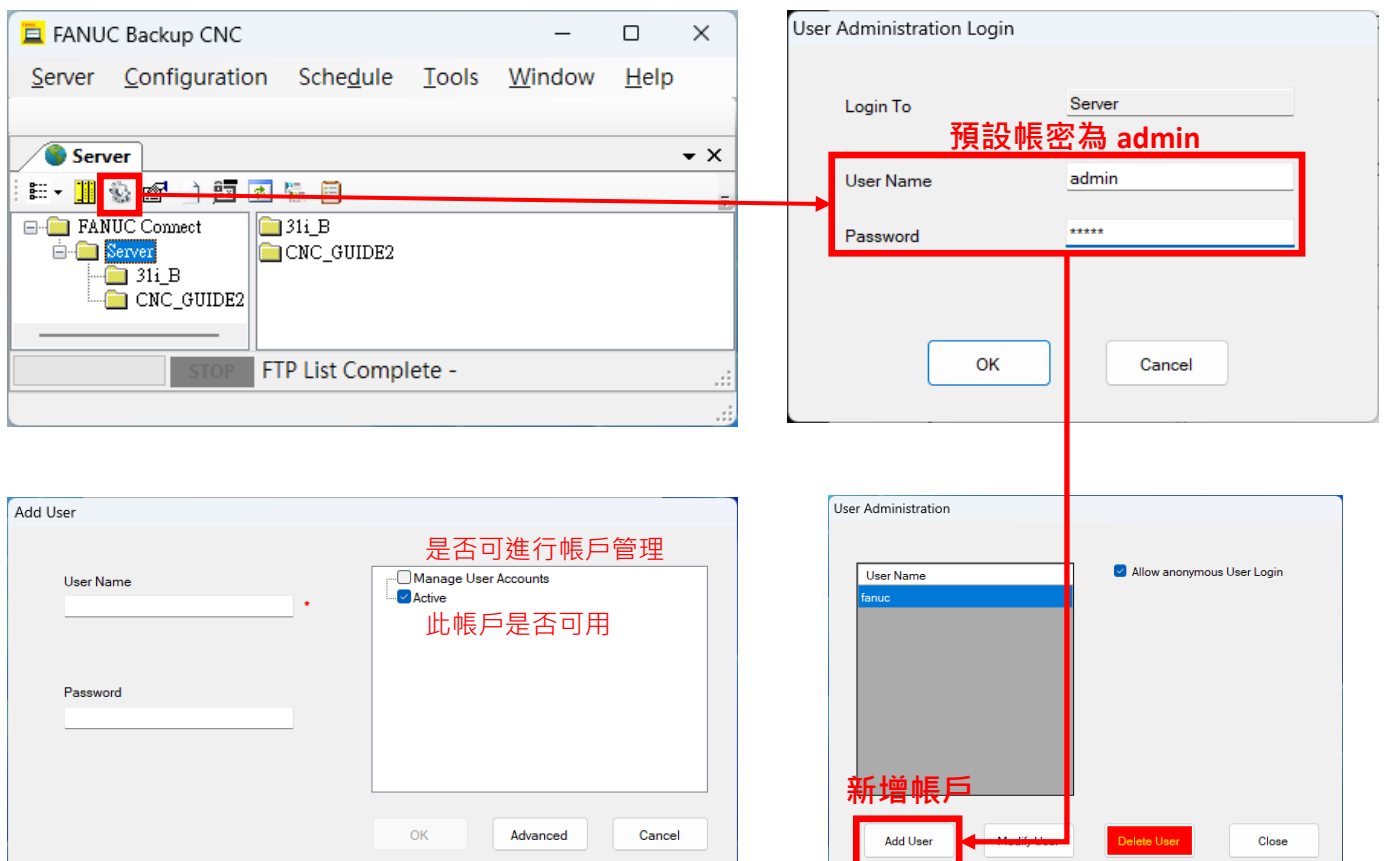 FANUC Backup CNC
Server Configuration Schedule Tools Window Help
Server
FANUC Connect
Server
31i_B
CNC_GUIDE2
31i_B
CNC_GUIDE2
STOP FTP List Complete -
User Administration Login
Login To Server
預設帳密為 admin
User Name admin
Password *****
OK Cancel
Add User
是否可進行帳戶管理
User Name
Manage User Accounts
* Active
此帳戶是否可用
Password
OK Advanced Cancel
User Administration
User Name
Allow anonymous User Login
fanuc
新增帳戶
Add User Modify User Delete User Close